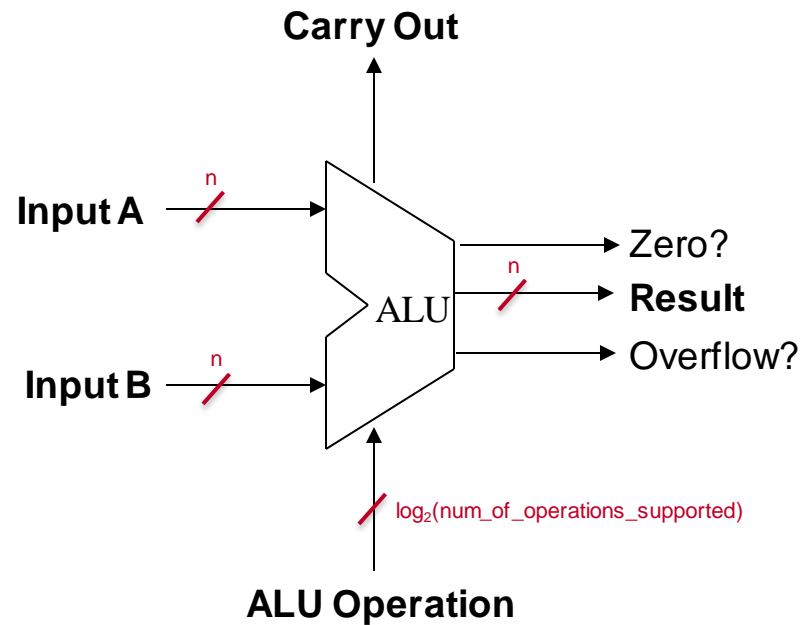 Carry Out
n
Input A
Zero?
n
Result
ALU
n
Input B
Overflow?
log₂(num_of_operations_supported)
ALU Operation